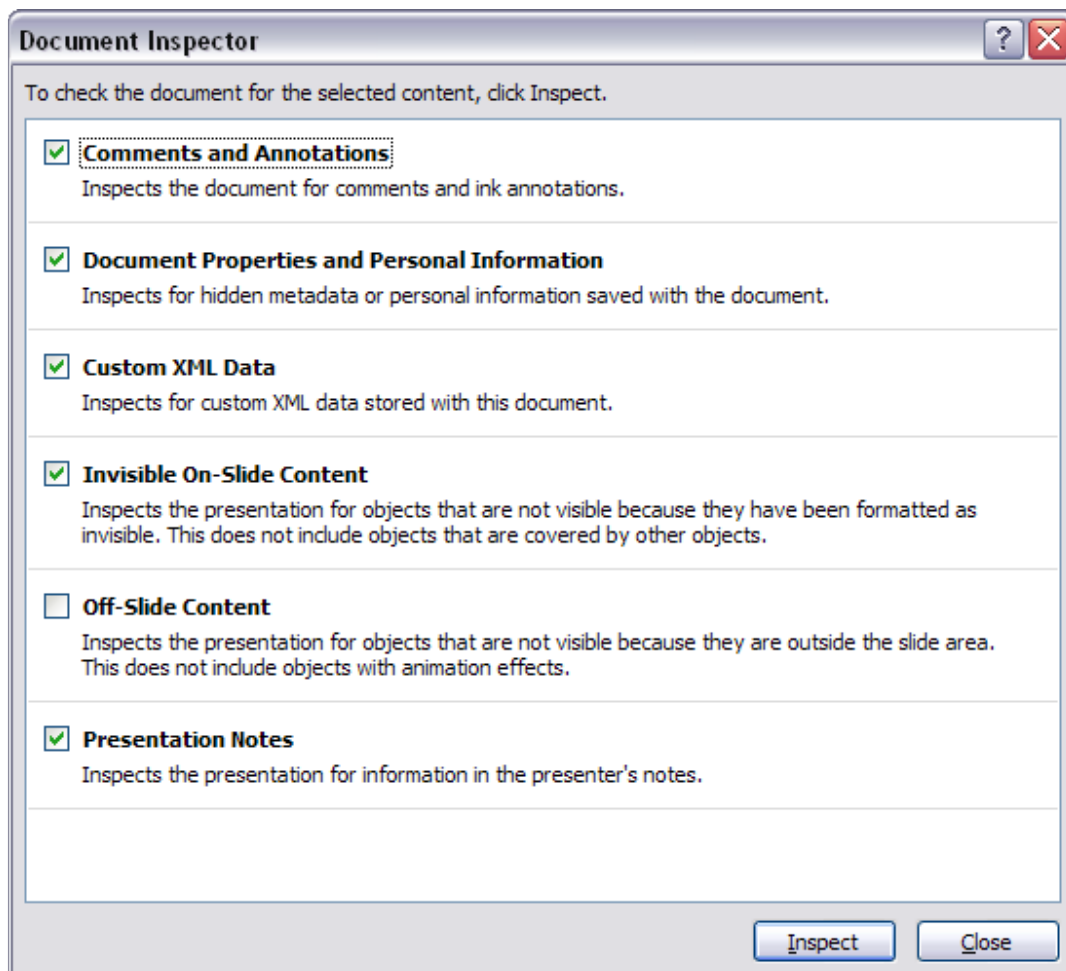 Document Inspector
To check the document for the selected content, click Inspect.
Comments and Annotations
Inspects the document for comments and ink annotations.
Document Properties and Personal Information
Inspects for hidden metadata or personal information saved with the document.
Custom XML Data
Inspects for custom XML data stored with this document.
Invisible On-Slide Content
Inspects the presentation for objects that are not visible because they have been formatted as
invisible. This does not include objects that are covered by other objects.
Off-Slide Content
Inspects the presentation for objects that are not visible because they are outside the slide area.
This does not include objects with animation effects.
Presentation Notes
Inspects the presentation for information in the presenter's notes.
Inspect Close